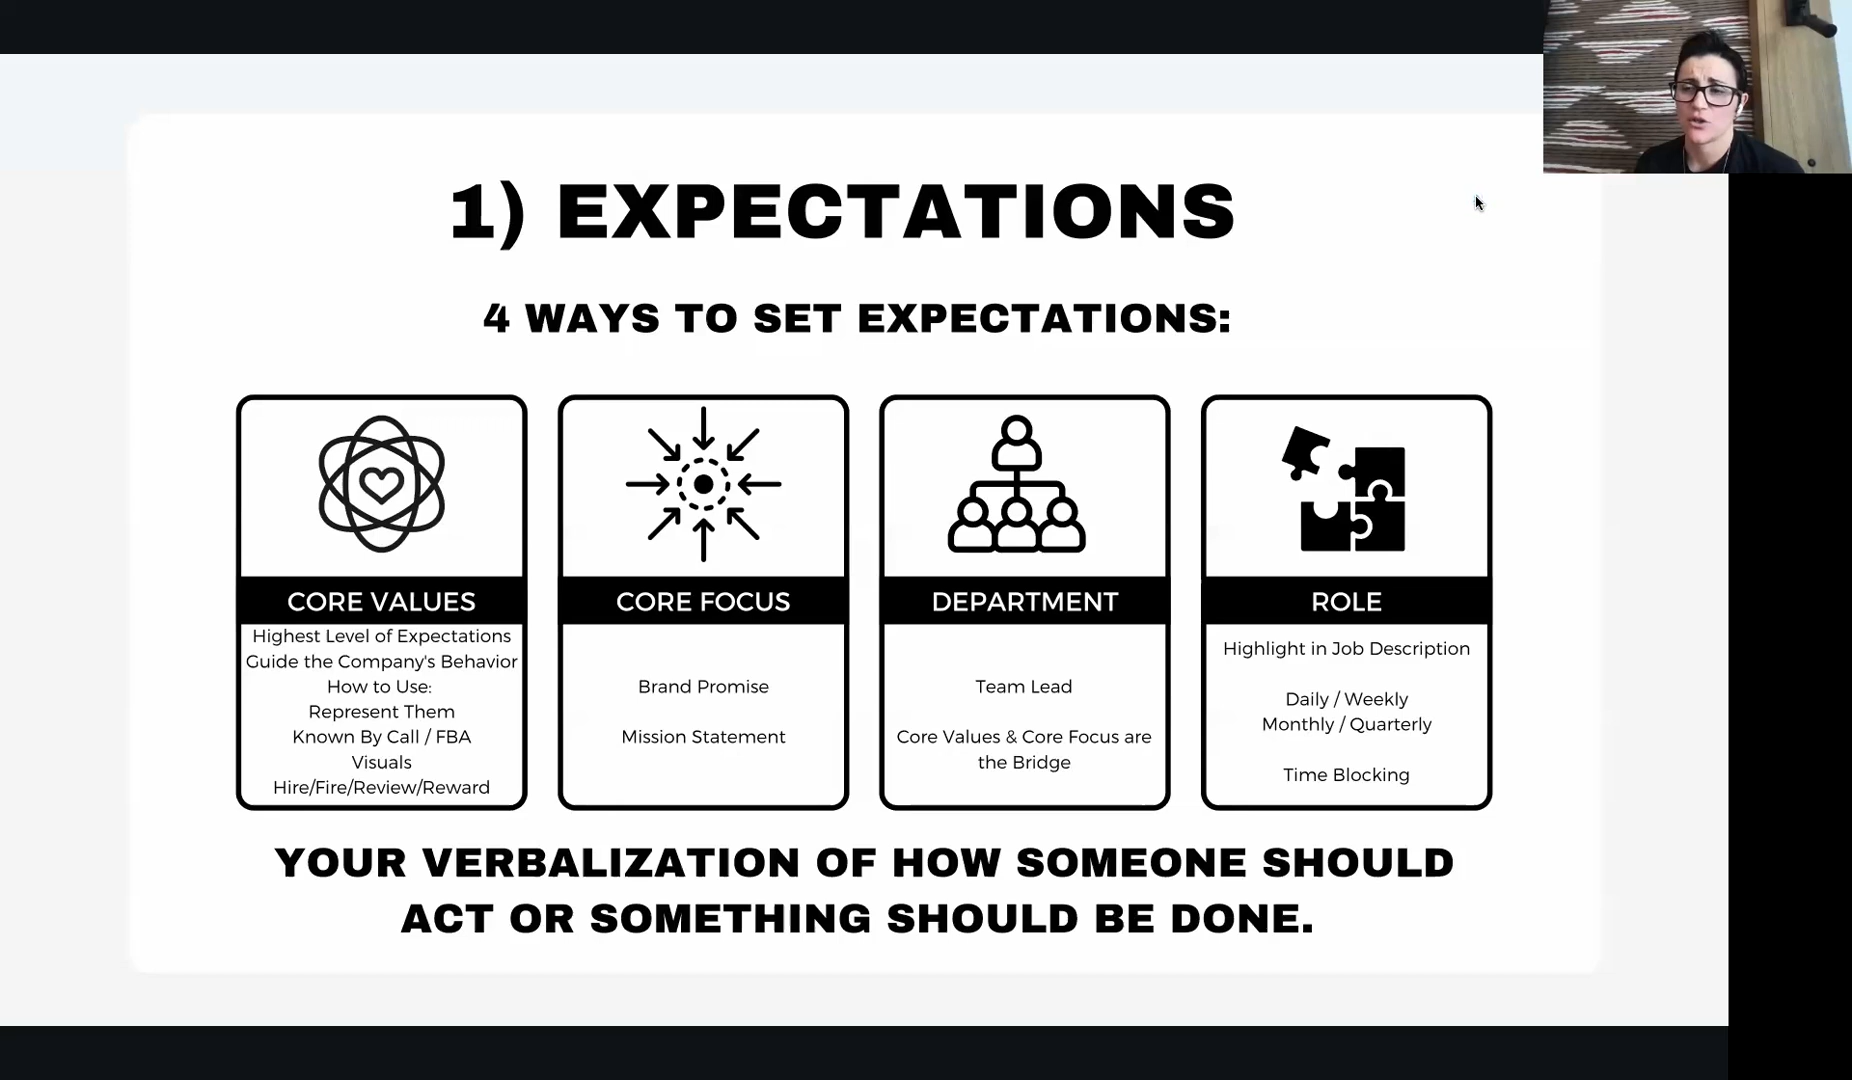 1) EXPECTATIONS
4 WAYS TO SET EXPECTATIONS:
CORE VALUES
Highest Level of Expectations
Guide the Company's Behavior
How to Use:
Represent Them
Known By Call / FBA
Visuals
Hire/Fire/Review/Reward
CORE FOCUS
Brand Promise
Mission Statement
DEPARTMENT
Team Lead
Core Values & Core Focus are
the Bridge
ROLE
Highlight in Job Description
Daily / Weekly
Monthly / Quarterly
Time Blocking
YOUR VERBALIZATION OF HOW SOMEONE SHOULD
ACT OR SOMETHING SHOULD BE DONE.